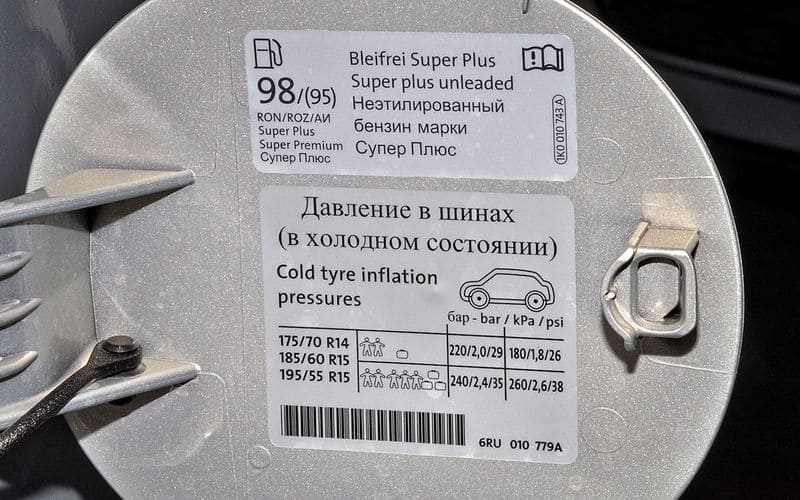 Bleifrei Super Plus
98/(95)
Super plus unleaded
Неэтилированный
RON/ROZ/АИ
бензин марки
Super Plus
Super Premium
Супер Плюс
Супер Плюс
1K0 010 743 A
Давление в шинах
(в холодном состоянии)
Cold tyre inflation
pressures
бар - bar / kPa / psi
175/70 R14
220/2,0/29 180/1,8/26
185/60 R15
195/55 R15
240/2,4/35 260/2,6/38
6RU 010 779A